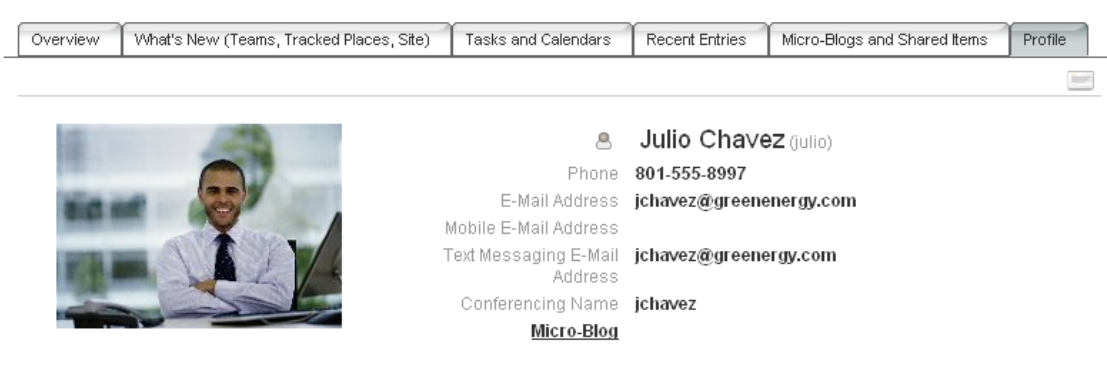 Overview What's New (Teams, Tracked Places, Site) Tasks and Calendars Recent Entries Micro-Blogs and Shared Items Profile
Julio Chavez (julio)
Phone 801-555-8997
E-Mail Address jchavez@greenenergy.com
Mobile E-Mail Address
Text Messaging E-Mail jchavez@greenergy.com
Address
Conferencing Name jchavez
Micro-Blog